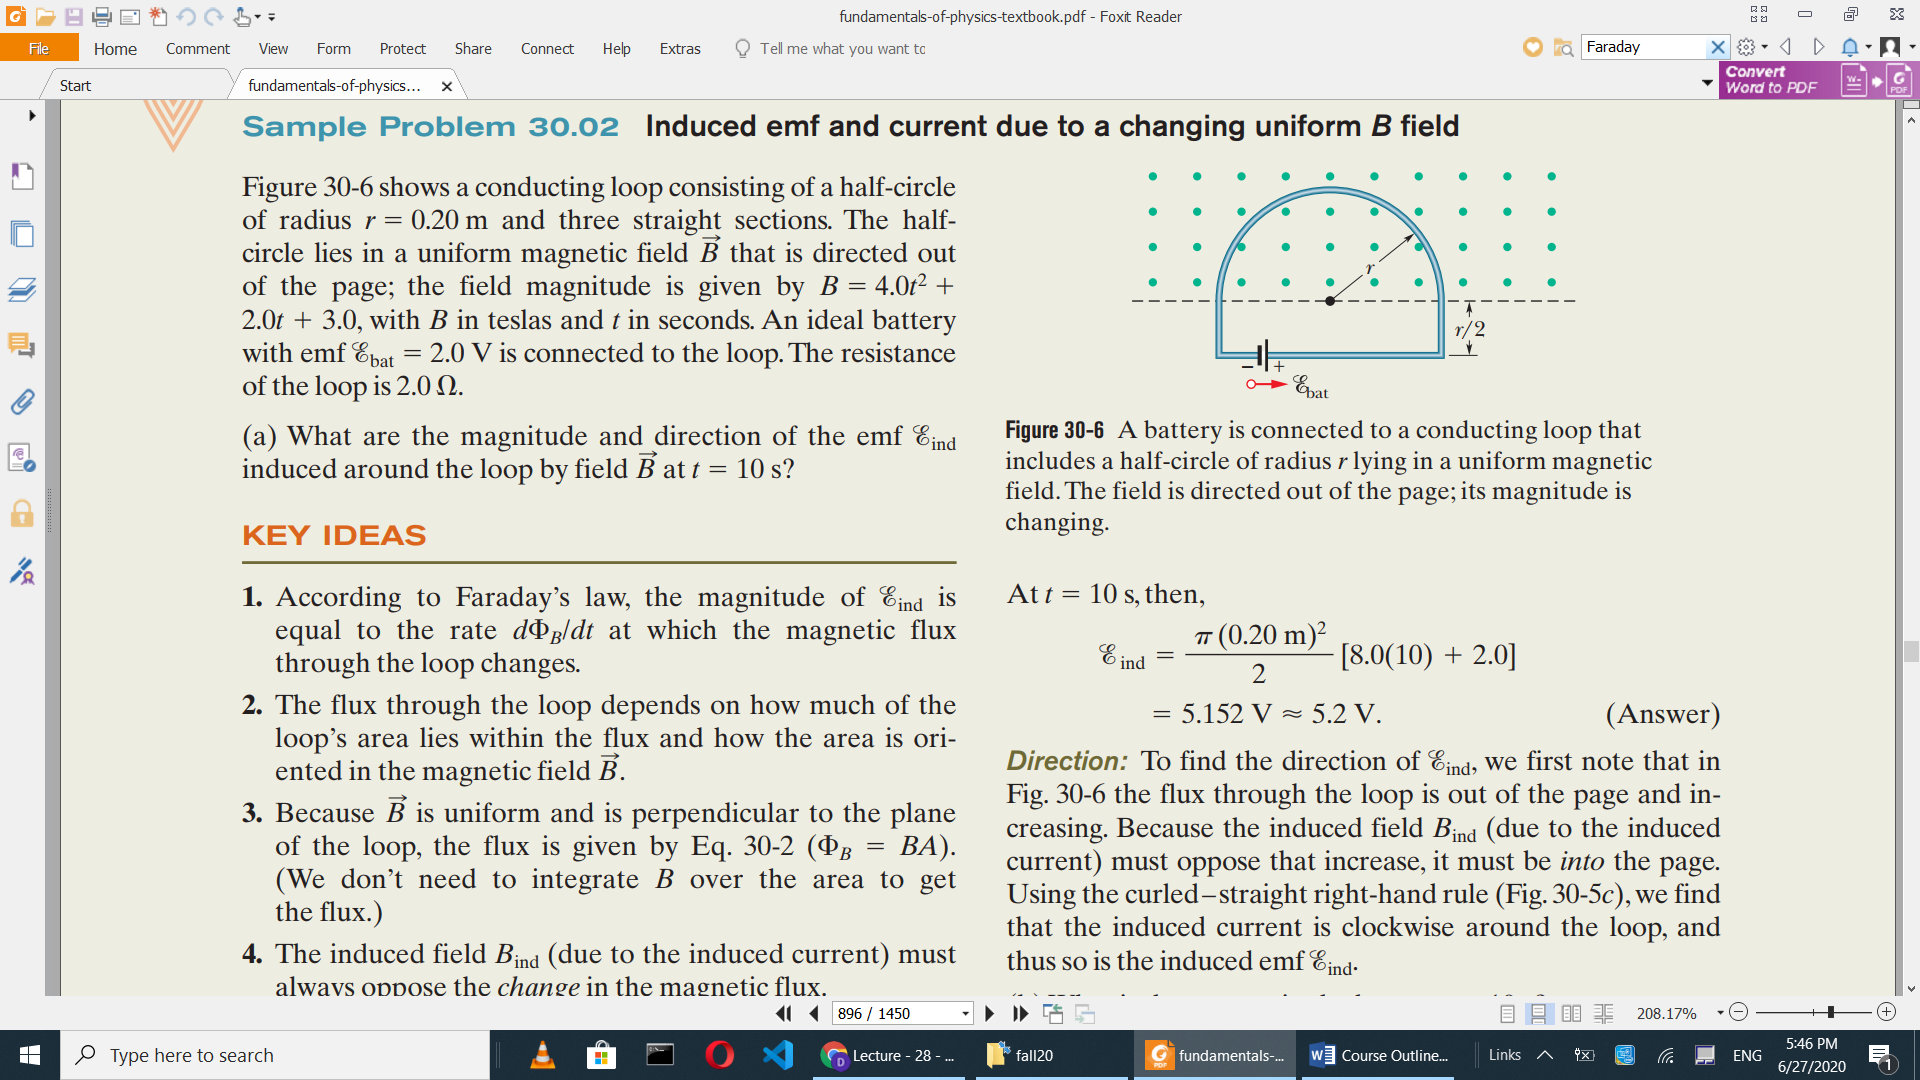 fundamentals-of-physics-textbook.pdf - Foxit Reader
File Home Comment View Form Protect Share Connect Help Extras Tell me what you want to
Faraday
Start
fundamentals-of-physics...
Convert
Word to PDF
Sample Problem 30.02 Induced emf and current due to a changing uniform B field
Figure 30-6 shows a conducting loop consisting of a half-circle
of radius r = 0.20 m and three straight sections. The half-
circle lies in a uniform magnetic field B⃗ that is directed out
of the page; the field magnitude is given by B = 4.0t² +
2.0t + 3.0, with B in teslas and t in seconds. An ideal battery
with emf ℰbat = 2.0 V is connected to the loop. The resistance
of the loop is 2.0 Ω.
(a) What are the magnitude and direction of the emf ℰind
induced around the loop by field B⃗ at t = 10 s?
KEY IDEAS
1. According to Faraday's law, the magnitude of ℰind is
equal to the rate dΦB/dt at which the magnetic flux
through the loop changes.
2. The flux through the loop depends on how much of the
loop's area lies within the flux and how the area is ori-
ented in the magnetic field B⃗.
3. Because B⃗ is uniform and is perpendicular to the plane
of the loop, the flux is given by Eq. 30-2 (ΦB = BA).
(We don't need to integrate B over the area to get
the flux.)
4. The induced field Bind (due to the induced current) must
always oppose the change in the magnetic flux.
r
r/2
− +
ℰbat
Figure 30-6 A battery is connected to a conducting loop that
includes a half-circle of radius r lying in a uniform magnetic
field. The field is directed out of the page; its magnitude is
changing.
At t = 10 s, then,
ℰind = π(0.20 m)²/2 [8.0(10) + 2.0]
= 5.152 V ≈ 5.2 V. (Answer)
Direction: To find the direction of ℰind, we first note that in
Fig. 30-6 the flux through the loop is out of the page and in-
creasing. Because the induced field Bind (due to the induced
current) must oppose that increase, it must be into the page.
Using the curled–straight right-hand rule (Fig. 30-5c), we find
that the induced current is clockwise around the loop, and
thus so is the induced emf ℰind.
896 / 1450
208.17%
Type here to search
Lecture - 28 - ...
fall20
fundamentals-...
Course Outline...
Links
ENG
5:46 PM
6/27/2020
1